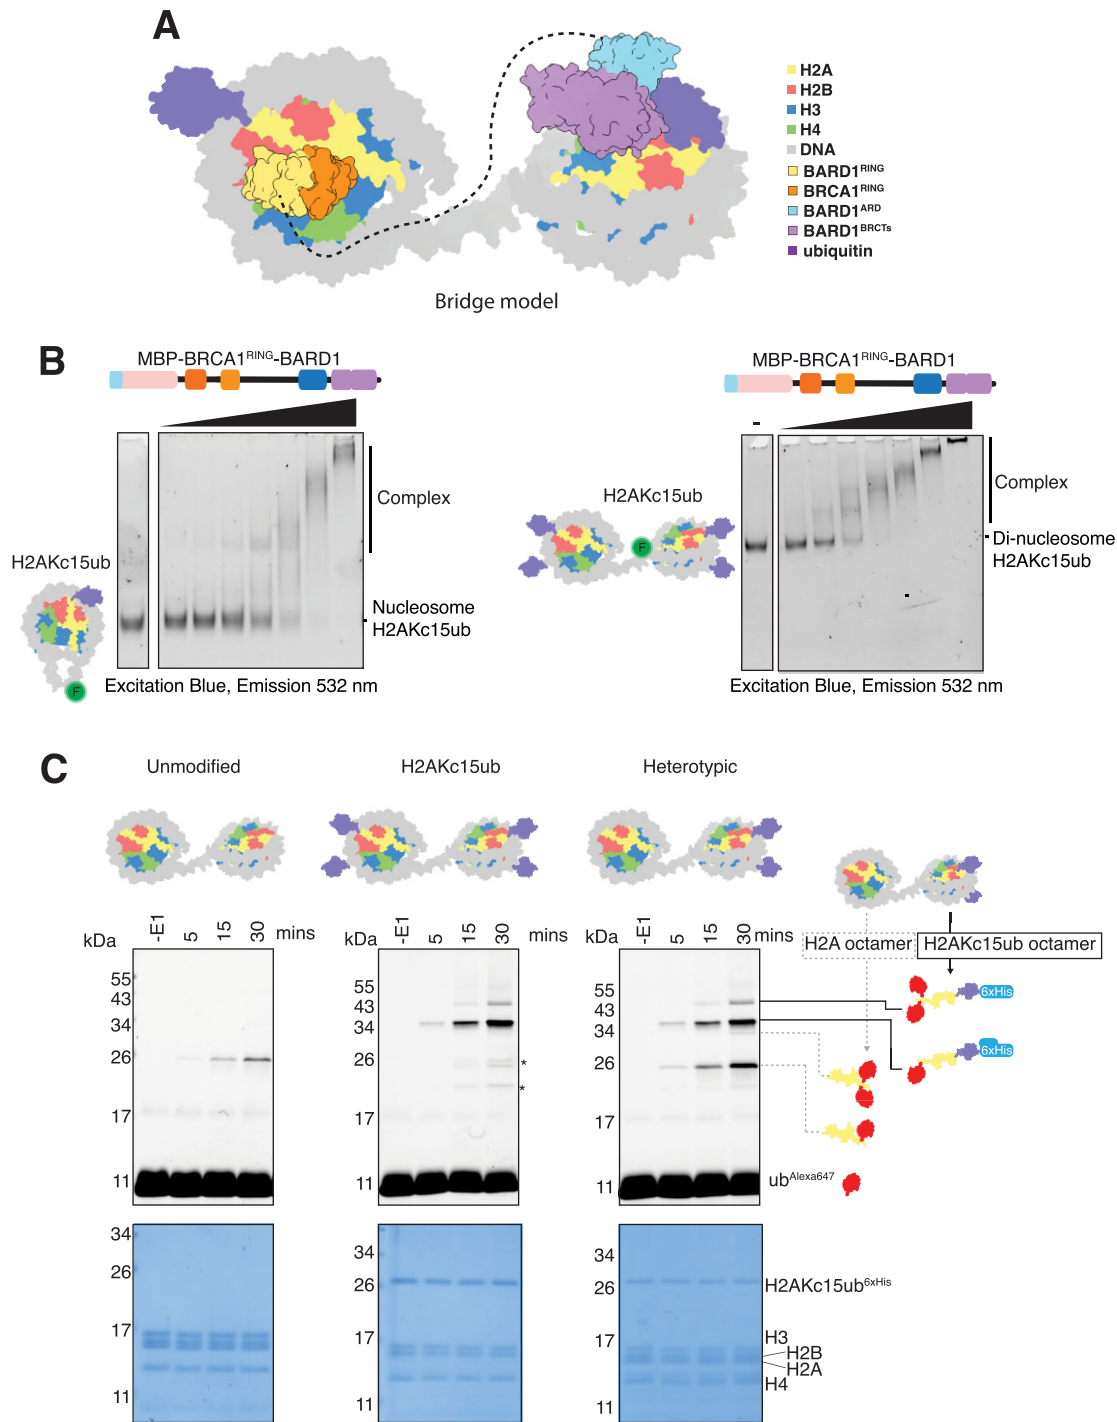 A
H2A
H2B
H3
H4
DNA
BARD1RING
BRCA1RING
BARD1ARD
BARD1BRCTs
ubiquitin
Bridge model
B
MBP-BRCA1RING-BARD1
Complex
H2AKc15ub
Nucleosome
H2AKc15ub
F
Excitation Blue, Emission 532 nm
MBP-BRCA1RING-BARD1
-
H2AKc15ub
F
Complex
Di-nucleosome
H2AKc15ub
Excitation Blue, Emission 532 nm
C
Unmodified
H2AKc15ub
Heterotypic
kDa
-E1
5
15
30
mins
55
43
34
26
17
11
kDa
-E1
5
15
30
mins
55
43
34
26
17
11
*
*
kDa
-E1
5
15
30
mins
55
43
34
26
17
11
H2A octamer
H2AKc15ub octamer
6xHis
6xHis
ubAlexa647
34
26
17
11
34
26
17
11
34
26
17
11
H2AKc15ub6xHis
H3
H2B
H2A
H4